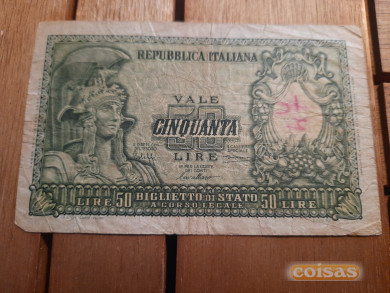 REPUBBLICA ITALIANA
VALE
50
CINQUANTA
LIRE
LIRE 50 BIGLIETTO DI STATO 50 LIRE
A CORSO LEGALE
coisas